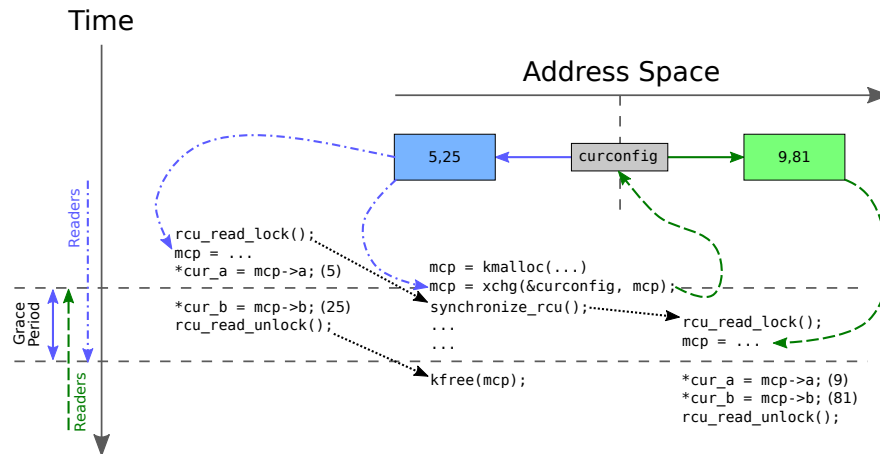 Time
Address Space
5,25
curconfig
9,81
Readers
rcu_read_lock();
mcp = ...
*cur_a = mcp->a; (5)
mcp = kmalloc(...)
mcp = xchg(&curconfig, mcp);
Grace
Period
*cur_b = mcp->b; (25)
rcu_read_unlock();
synchronize_rcu();
...
...
rcu_read_lock();
mcp = ...
Readers
kfree(mcp);
*cur_a = mcp->a; (9)
*cur_b = mcp->b; (81)
rcu_read_unlock();